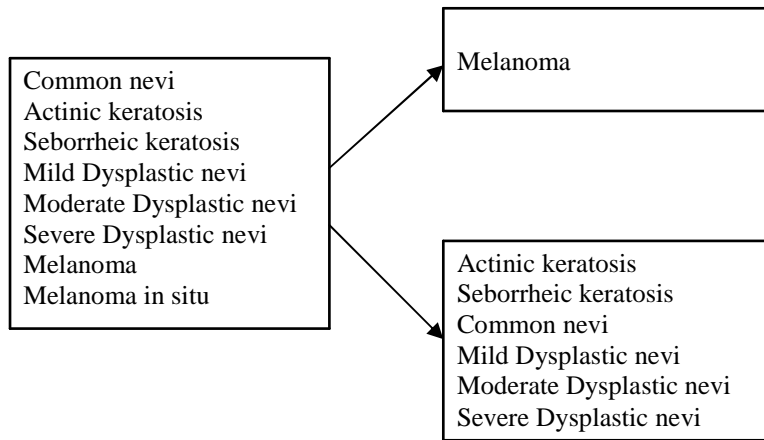 Common nevi
Actinic keratosis
Seborrheic keratosis
Mild Dysplastic nevi
Moderate Dysplastic nevi
Severe Dysplastic nevi
Melanoma
Melanoma in situ
Melanoma
Actinic keratosis
Seborrheic keratosis
Common nevi
Mild Dysplastic nevi
Moderate Dysplastic nevi
Severe Dysplastic nevi